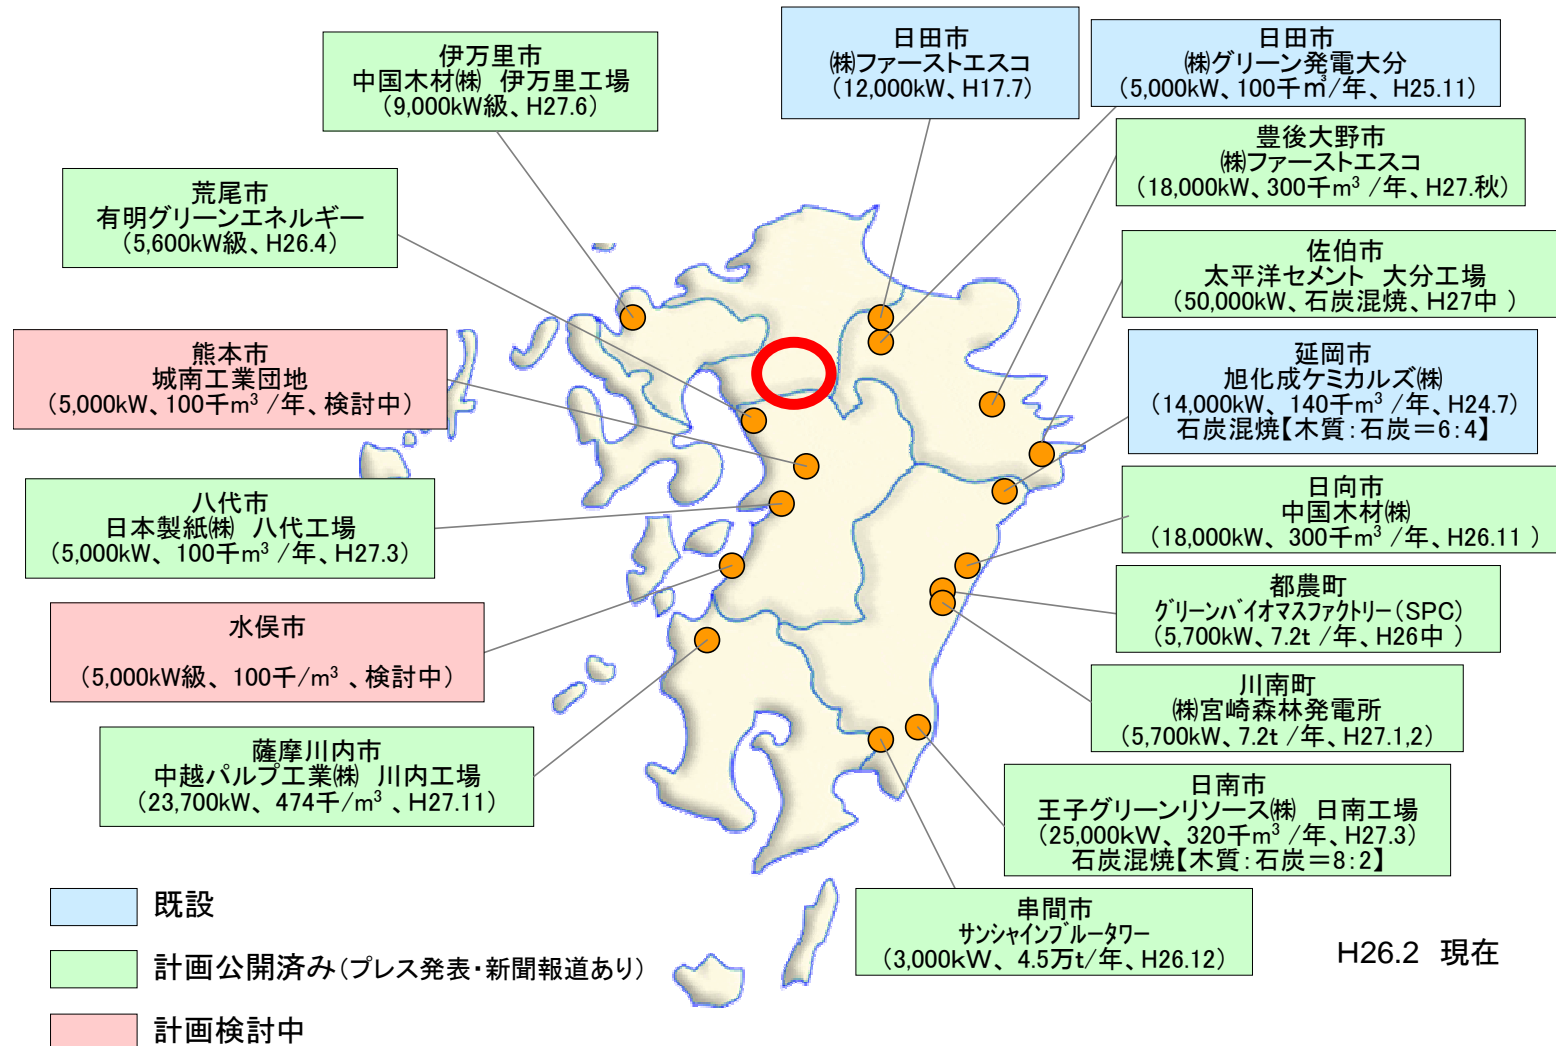 伊万里市
中国木材㈱ 伊万里工場
(9,000kW級、H27.6)
日田市
㈱ファーストエスコ
(12,000kW、H17.7)
日田市
㈱グリーン発電大分
(5,000kW、100千㎥/年、H25.11)
豊後大野市
㈱ファーストエスコ
(18,000kW、300千m³ /年、H27.秋)
荒尾市
有明グリーンエネルギー
(5,600kW級、H26.4)
佐伯市
太平洋セメント 大分工場
(50,000kW、石炭混焼、H27中 )
熊本市
城南工業団地
(5,000kW、100千m³ /年、検討中)
延岡市
旭化成ケミカルズ㈱
(14,000kW、 140千m³ /年、H24.7)
石炭混焼【木質:石炭=6:4】
八代市
日本製紙㈱ 八代工場
(5,000kW、 100千m³ /年、H27.3)
日向市
中国木材㈱
(18,000kW、 300千m³ /年、H26.11 )
水俣市
(5,000kW級、 100千/m³ 、検討中)
都農町
グリーンバイオマスファクトリー(SPC)
(5,700kW、7.2t /年、H26中 )
川南町
㈱宮崎森林発電所
(5,700kW、7.2t /年、H27.1,2)
薩摩川内市
中越パルプ工業㈱ 川内工場
(23,700kW、 474千/m³ 、H27.11)
日南市
王子グリーンリソース㈱ 日南工場
(25,000kW、 320千m³ /年、H27.3)
石炭混焼【木質:石炭=8:2】
串間市
サンシャインブルータワー
(3,000kW、 4.5万t/年、H26.12)
既設
計画公開済み(プレス発表・新聞報道あり)
計画検討中
H26.2 現在